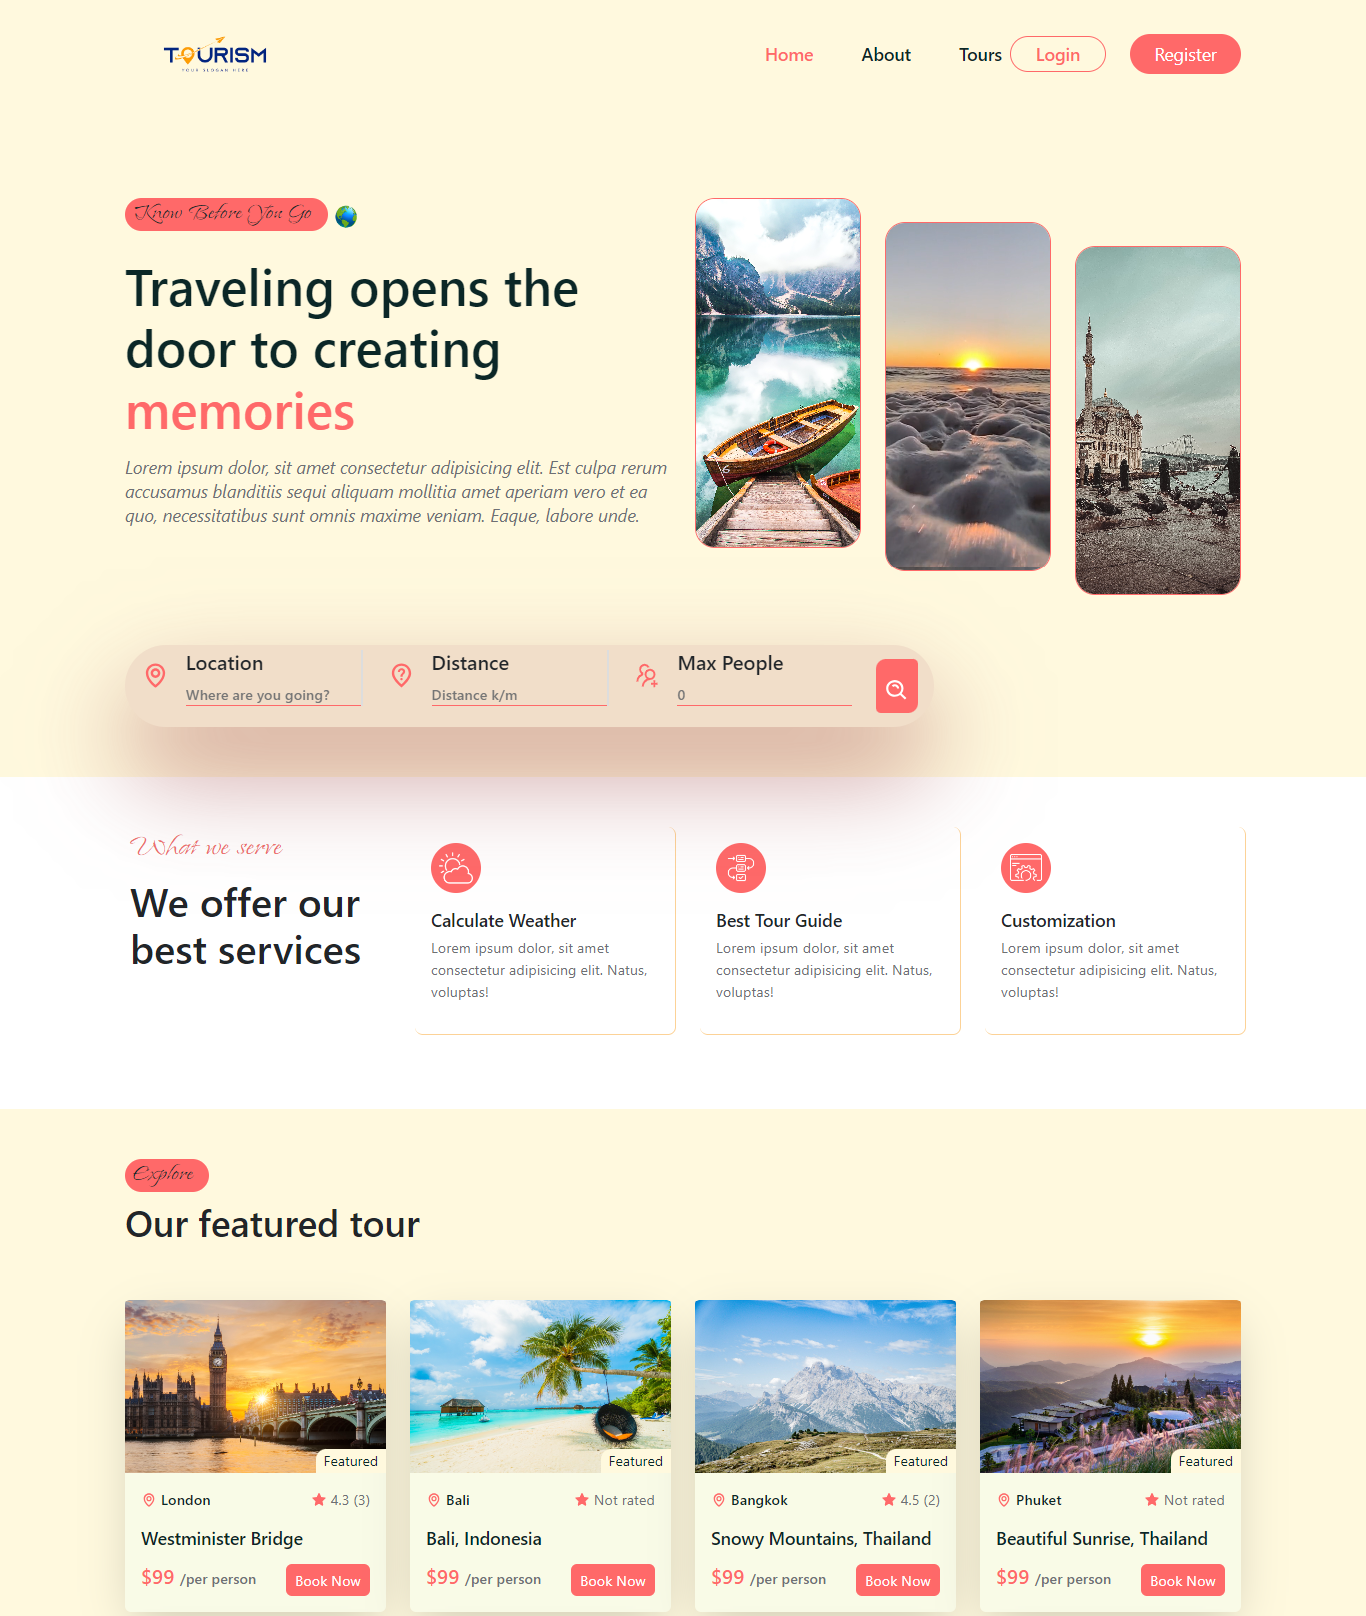 TOURISM
YOUR SLOGAN HERE
Home About Tours Login Register
Know Before You Go
Traveling opens the
door to creating
memories
Lorem ipsum dolor, sit amet consectetur adipisicing elit. Est culpa rerum
accusamus blanditiis sequi aliquam mollitia amet aperiam vero et ea
quo, necessitatibus sunt omnis maxime veniam. Eaque, labore unde.
Location
Where are you going?
Distance
Distance k/m
Max People
0
What we serve
We offer our
best services
Calculate Weather
Lorem ipsum dolor, sit amet
consectetur adipisicing elit. Natus,
voluptas!
Best Tour Guide
Lorem ipsum dolor, sit amet
consectetur adipisicing elit. Natus,
voluptas!
Customization
Lorem ipsum dolor, sit amet
consectetur adipisicing elit. Natus,
voluptas!
Explore
Our featured tour
Featured
London 4.3 (3)
Westminister Bridge
$99 /per person Book Now
Featured
Bali Not rated
Bali, Indonesia
$99 /per person Book Now
Featured
Bangkok 4.5 (2)
Snowy Mountains, Thailand
$99 /per person Book Now
Featured
Phuket Not rated
Beautiful Sunrise, Thailand
$99 /per person Book Now